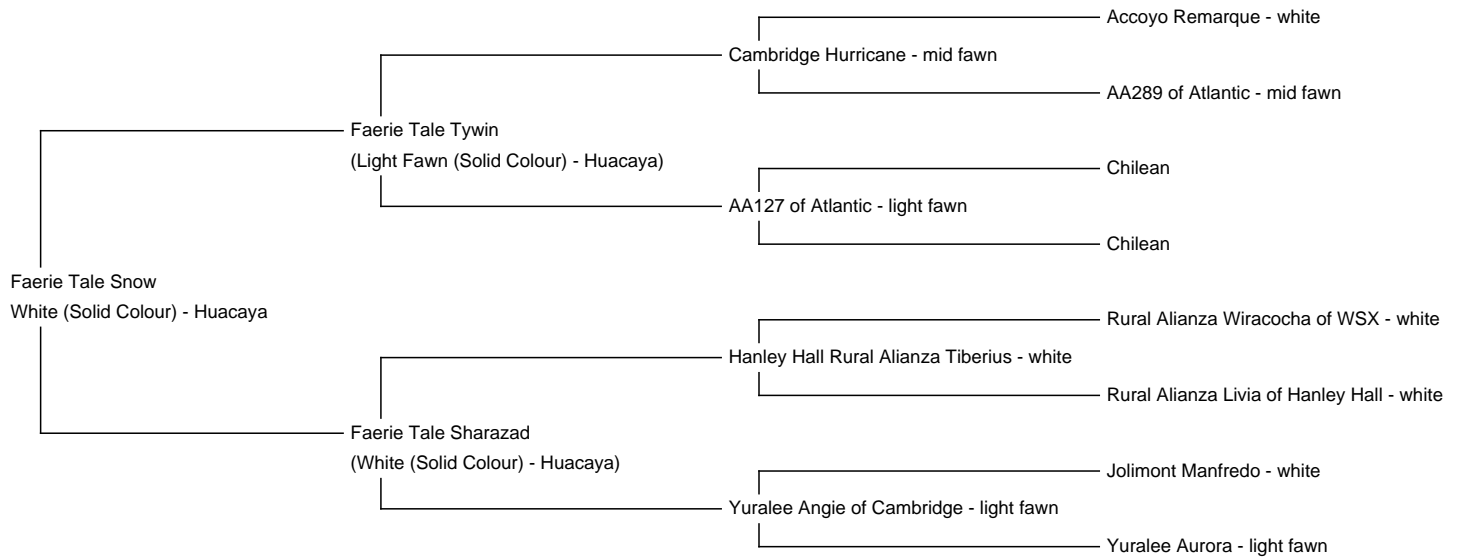 Accoyo Remarque - white
Cambridge Hurricane - mid fawn
AA289 of Atlantic - mid fawn
Faerie Tale Tywin
(Light Fawn (Solid Colour) - Huacaya)
Chilean
AA127 of Atlantic - light fawn
Chilean
Faerie Tale Snow
White (Solid Colour) - Huacaya
Rural Alianza Wiracocha of WSX - white
Hanley Hall Rural Alianza Tiberius - white
Rural Alianza Livia of Hanley Hall - white
Faerie Tale Sharazad
(White (Solid Colour) - Huacaya)
Jolimont Manfredo - white
Yuralee Angie of Cambridge - light fawn
Yuralee Aurora - light fawn